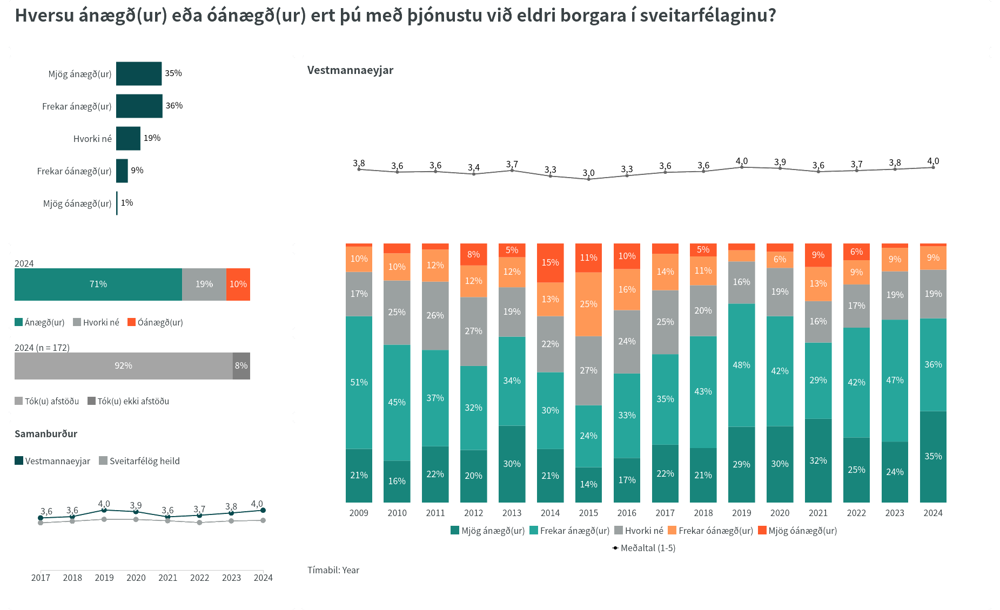 Hversu ánægð(ur) eða óánægð(ur) ert þú með þjónustu við eldri borgara í sveitarfélaginu?
Mjög ánægð(ur) 35%
Frekar ánægð(ur) 36%
Hvorki né 19%
Frekar óánægð(ur) 9%
Mjög óánægð(ur) 1%
2024
71% 19% 10%
Ánægð(ur) Hvorki né Óánægð(ur)
2024 (n = 172)
92% 8%
Tók(u) afstöðu Tók(u) ekki afstöðu
Samanburður
Vestmannaeyjar Sveitarfélög heild
3,6 3,6 4,0 3,9 3,6 3,7 3,8 4,0
2017 2018 2019 2020 2021 2022 2023 2024
Vestmannaeyjar
3,8 3,6 3,6 3,4 3,7 3,3 3,0 3,3 3,6 3,6 4,0 3,9 3,6 3,7 3,8 4,0
8% 5% 15% 11% 10% 5% 9% 6%
10% 10% 12% 12% 12% 13% 25% 16% 14% 11% 6% 13% 9% 9% 9%
17% 25% 26% 27% 19% 22% 27% 24% 25% 20% 16% 19% 16% 17% 19% 19%
51% 45% 37% 32% 34% 30% 24% 33% 35% 43% 48% 42% 29% 42% 47% 36%
21% 16% 22% 20% 30% 21% 14% 17% 22% 21% 29% 30% 32% 25% 24% 35%
2009 2010 2011 2012 2013 2014 2015 2016 2017 2018 2019 2020 2021 2022 2023 2024
Mjög ánægð(ur) Frekar ánægð(ur) Hvorki né Frekar óánægð(ur) Mjög óánægð(ur)
Meðaltal (1-5)
Tímabil: Year